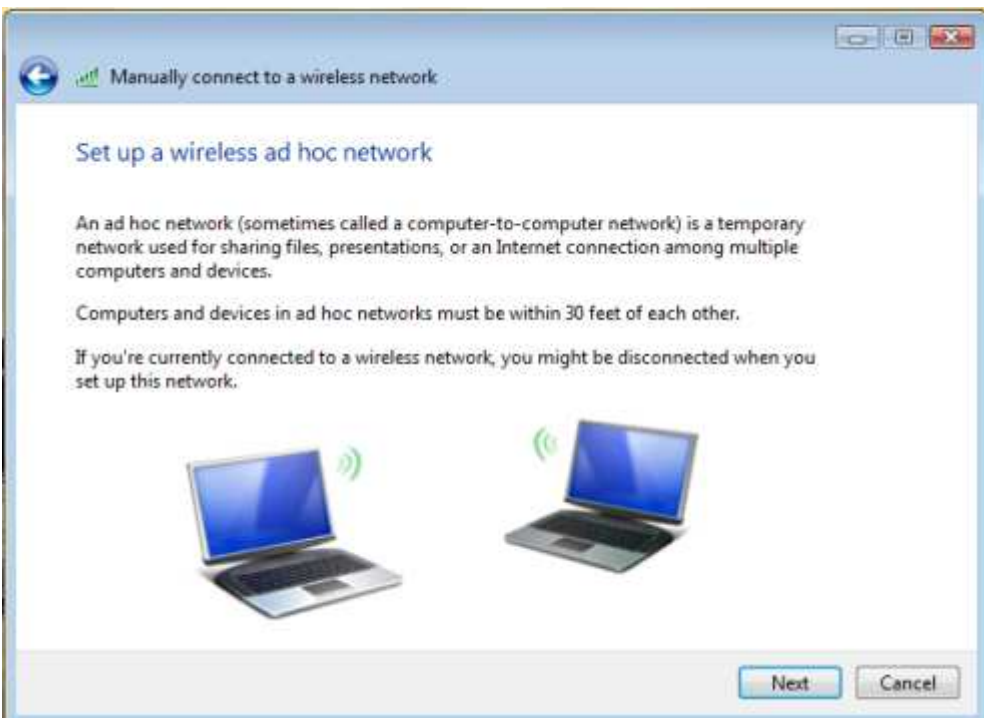 Manually connect to a wireless network
Set up a wireless ad hoc network
An ad hoc network (sometimes called a computer-to-computer network) is a temporary
network used for sharing files, presentations, or an Internet connection among multiple
computers and devices.
Computers and devices in ad hoc networks must be within 30 feet of each other.
If you're currently connected to a wireless network, you might be disconnected when you
set up this network.
Next
Cancel